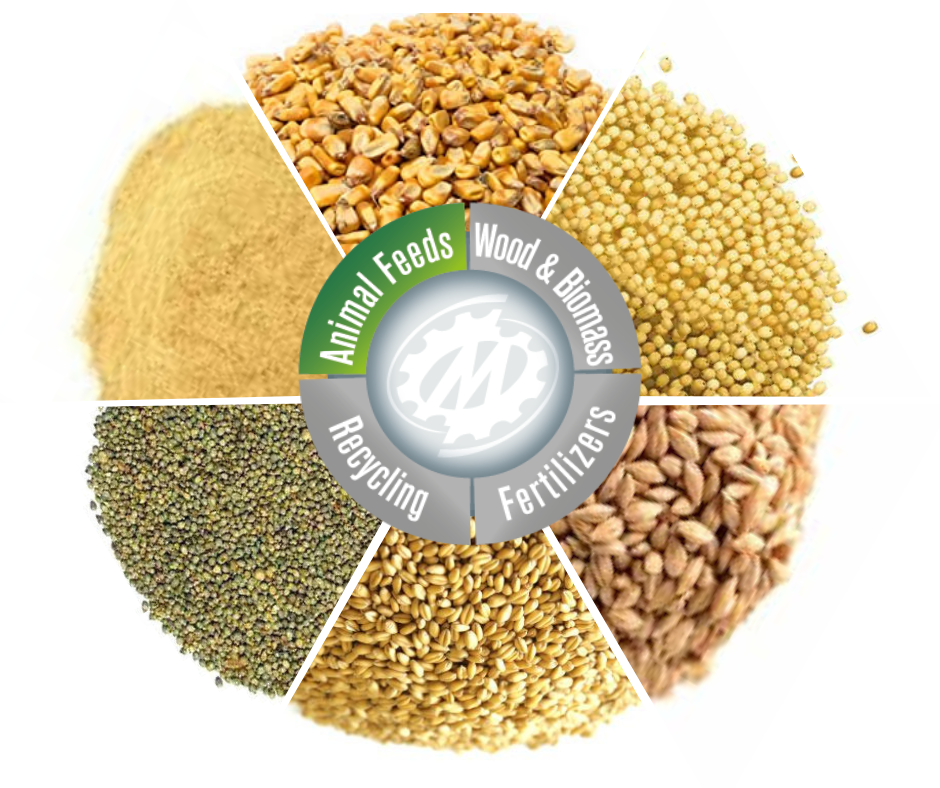 Animal Feeds
Wood & Biomass
Recycling
Fertilizers
M